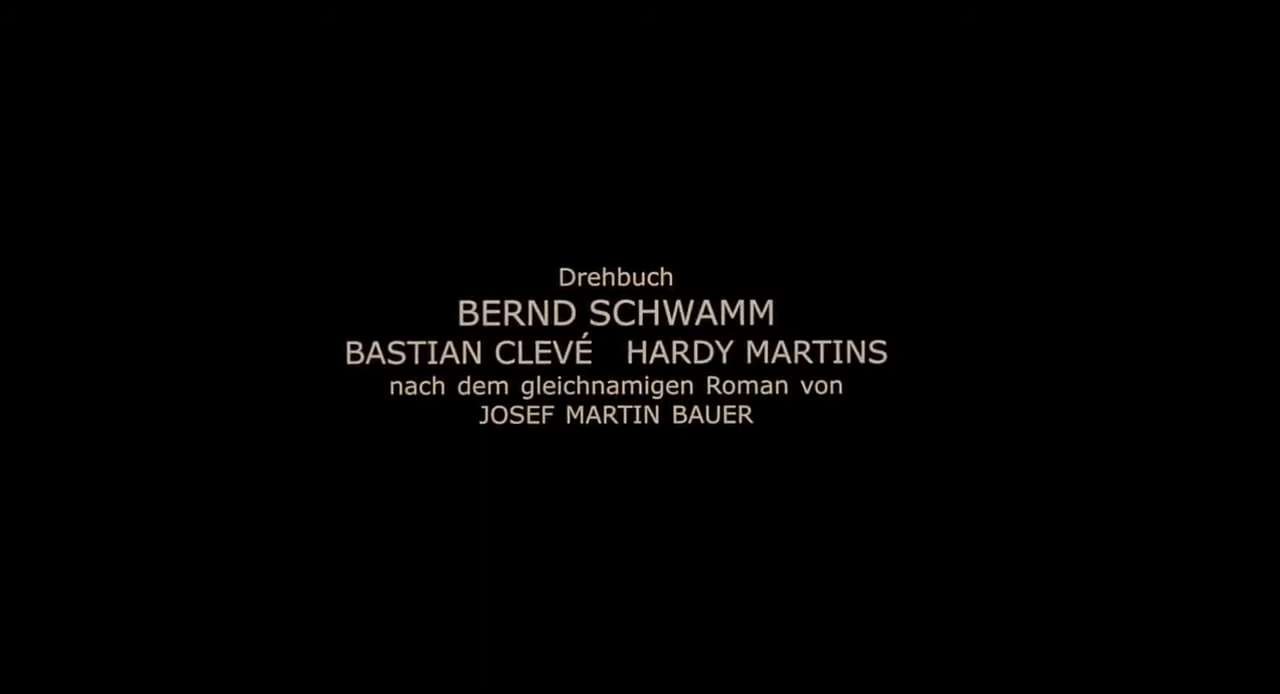 Drehbuch
BERND SCHWAMM
BASTIAN CLEVÉ HARDY MARTINS
nach dem gleichnamigen Roman von
JOSEF MARTIN BAUER